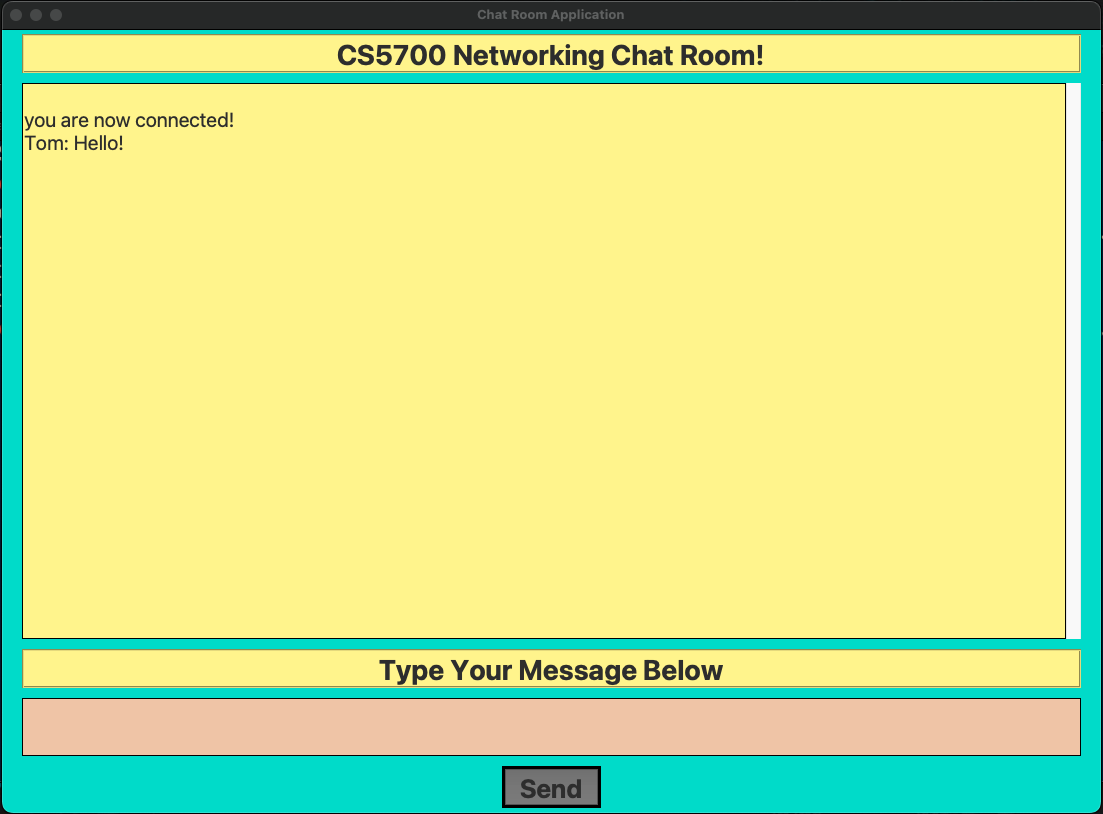 Chat Room Application
CS5700 Networking Chat Room!
you are now connected!
Tom: Hello!
Type Your Message Below
Send